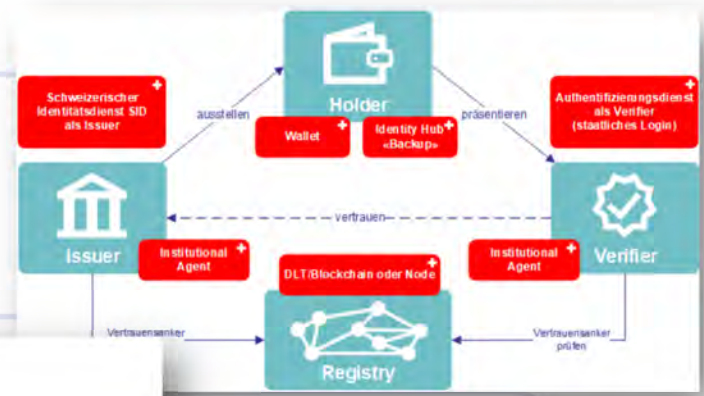 Schweizerischer
Identitätsdienst SID
als Issuer
ausstellen
Holder
Wallet
Identity Hub
«Backup»
präsentieren
Authentifizierungsdienst
als Verifier
(staatliches Login)
vertrauen
Issuer
Institutional
Agent
Institutional
Agent
Verifier
DLT/Blockchain oder Node
Vertrauensanker
Registry
Vertrauensanker
prüfen